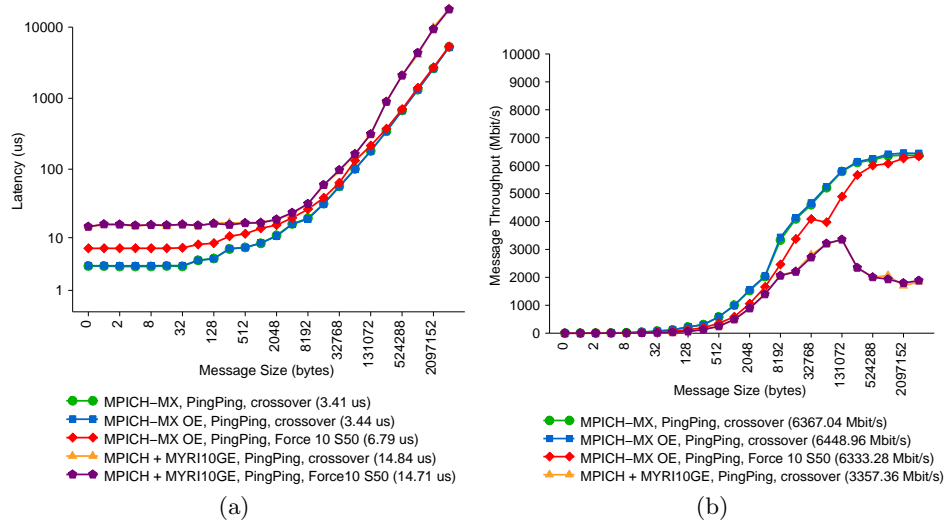 10000
1000
100
10
1
Latency (us)
0
2
8
32
128
512
2048
8192
32768
131072
524288
2097152
Message Size (bytes)
MPICH−MX, PingPing, crossover (3.41 us)
MPICH−MX OE, PingPing, crossover (3.44 us)
MPICH−MX OE, PingPing, Force 10 S50 (6.79 us)
MPICH + MYRI10GE, PingPing, crossover (14.84 us)
MPICH + MYRI10GE, PingPing, Force10 S50 (14.71 us)
(a)
10000
9000
8000
7000
6000
5000
4000
3000
2000
1000
0
Message Throughput (Mbit/s)
0
2
8
32
128
512
2048
8192
32768
131072
524288
2097152
Message Size (bytes)
MPICH−MX, PingPing, crossover (6367.04 Mbit/s)
MPICH−MX OE, PingPing, crossover (6448.96 Mbit/s)
MPICH−MX OE, PingPing, Force 10 S50 (6333.28 Mbit/s)
MPICH + MYRI10GE, PingPing, crossover (3357.36 Mbit/s)
(b)